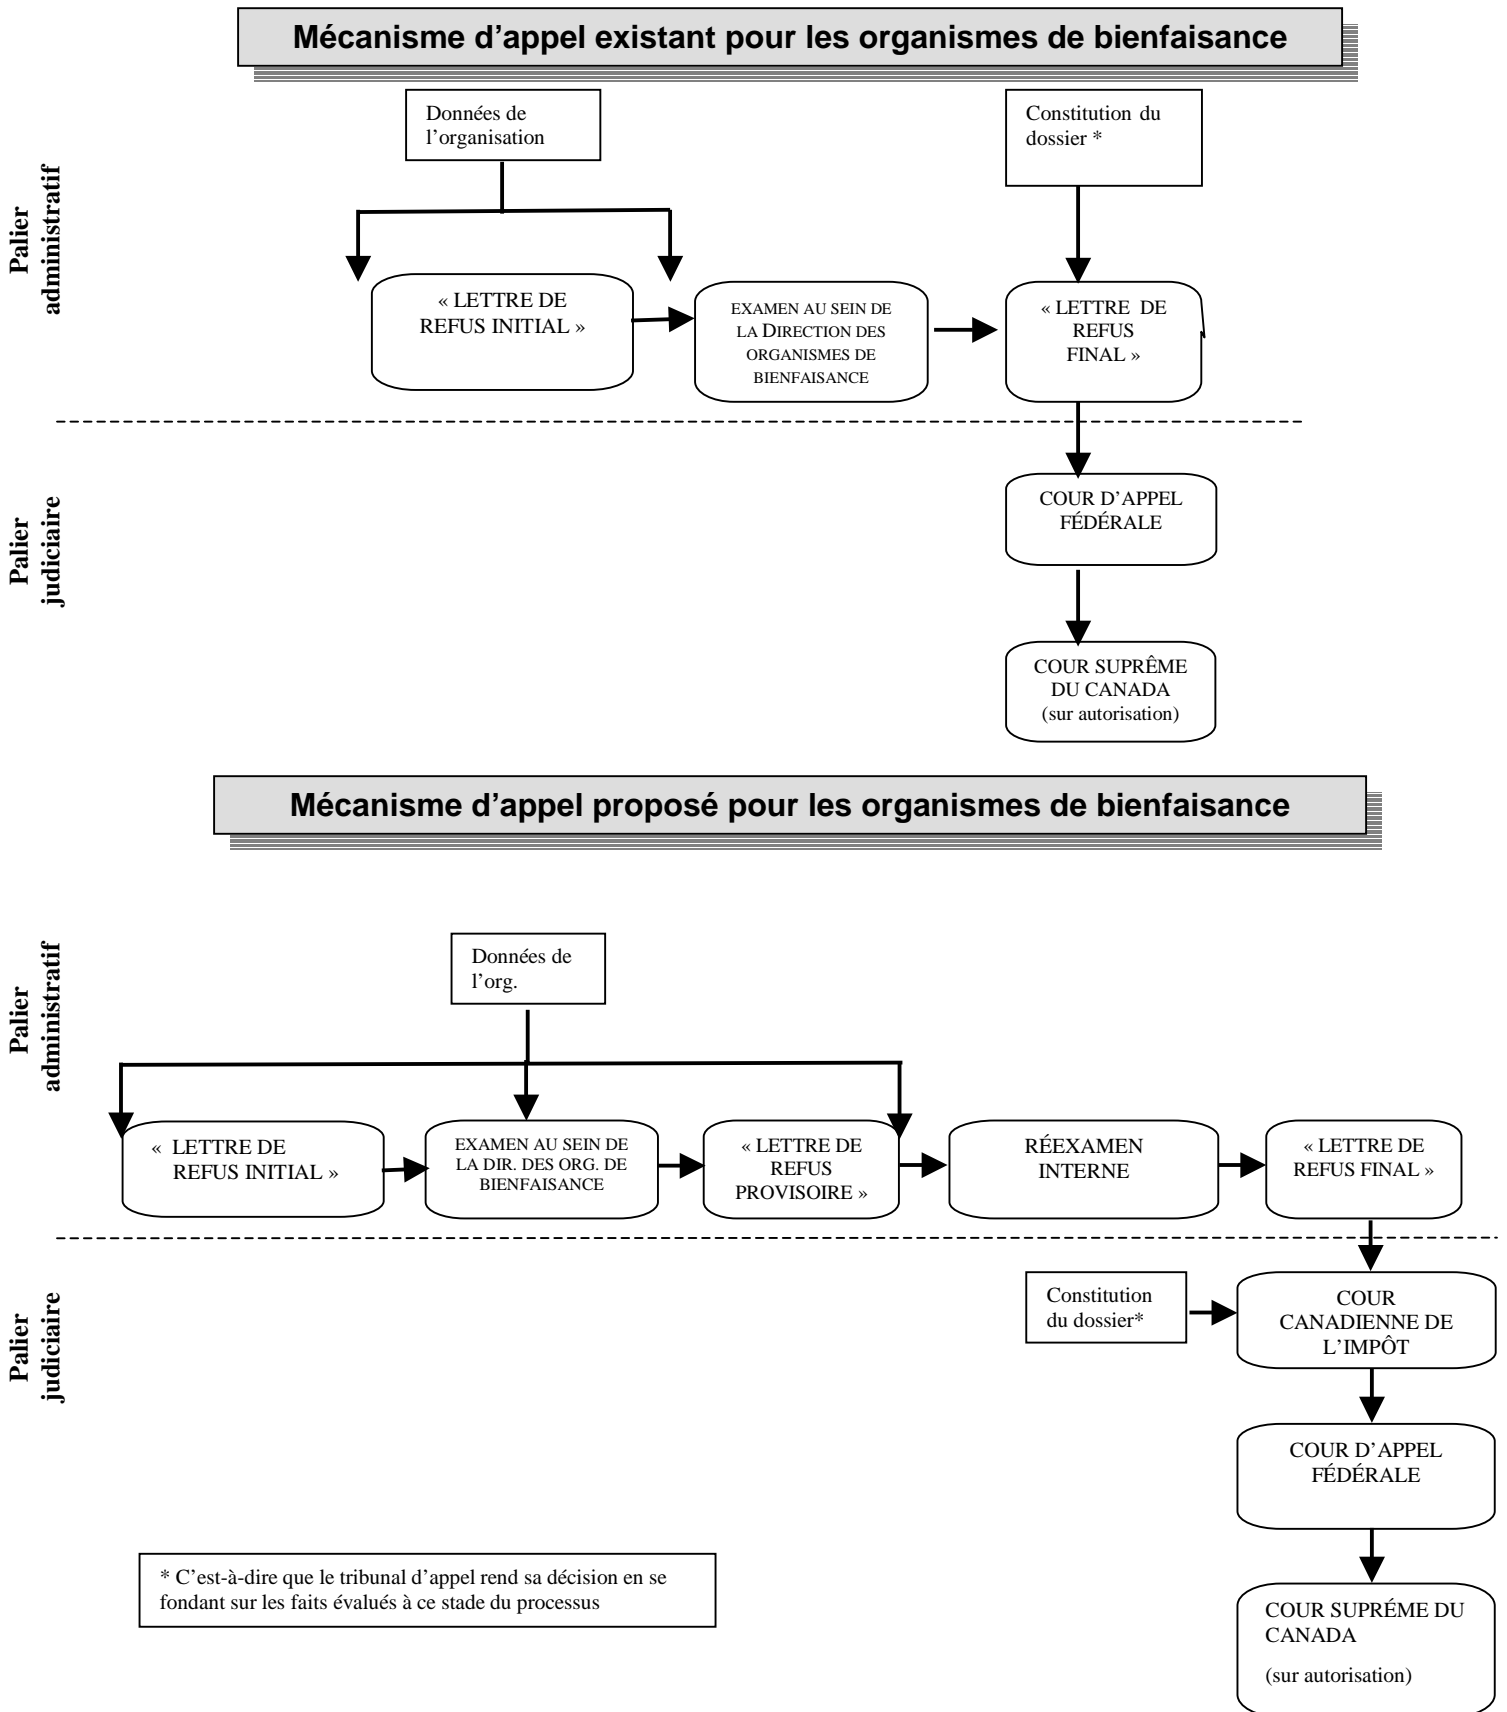 Mécanisme d’appel existant pour les organismes de bienfaisance
Palier
administratif
Données de
l’organisation
Constitution du
dossier *
« LETTRE DE
REFUS INITIAL »
EXAMEN AU SEIN DE
LA DIRECTION DES
ORGANISMES DE
BIENFAISANCE
« LETTRE DE
REFUS
FINAL »
Palier
judiciaire
COUR D’APPEL
FÉDÉRALE
COUR SUPRÊME
DU CANADA
(sur autorisation)
Mécanisme d’appel proposé pour les organismes de bienfaisance
Palier
administratif
Données de
l’org.
« LETTRE DE
REFUS INITIAL »
EXAMEN AU SEIN DE
LA DIR. DES ORG. DE
BIENFAISANCE
« LETTRE DE
REFUS
PROVISOIRE »
RÉEXAMEN
INTERNE
« LETTRE DE
REFUS FINAL »
Palier
judiciaire
Constitution
du dossier*
COUR
CANADIENNE DE
L’IMPÔT
COUR D’APPEL
FÉDÉRALE
COUR SUPRÉME DU
CANADA
(sur autorisation)
* C’est-à-dire que le tribunal d’appel rend sa décision en se
fondant sur les faits évalués à ce stade du processus